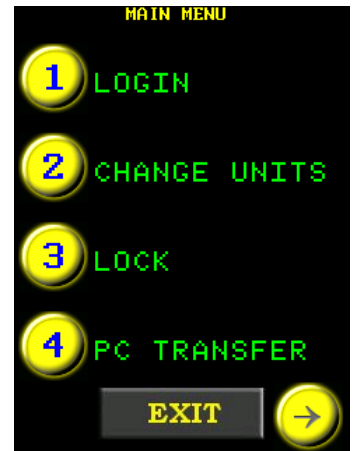 MAIN MENU
1 LOGIN
2 CHANGE UNITS
3 LOCK
4 PC TRANSFER
EXIT →